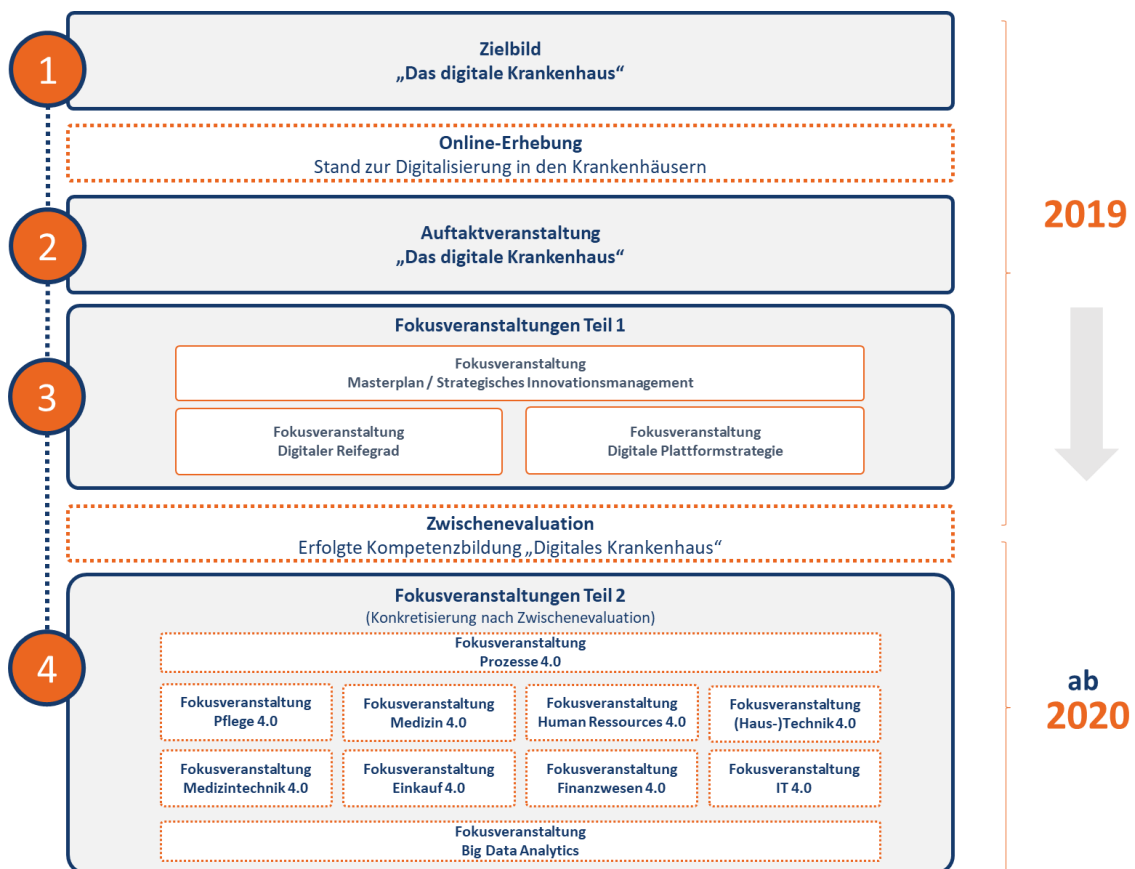 1
Zielbild
„Das digitale Krankenhaus“
Online-Erhebung
Stand zur Digitalisierung in den Krankenhäusern
2
Auftaktveranstaltung
„Das digitale Krankenhaus“
2019
3
Fokusveranstaltungen Teil 1
Fokusveranstaltung
Masterplan / Strategisches Innovationsmanagement
Fokusveranstaltung
Digitaler Reifegrad
Fokusveranstaltung
Digitale Plattformstrategie
Zwischenevaluation
Erfolgte Kompetenzbildung „Digitales Krankenhaus“
4
Fokusveranstaltungen Teil 2
(Konkretisierung nach Zwischenevaluation)
Fokusveranstaltung
Prozesse 4.0
Fokusveranstaltung
Pflege 4.0
Fokusveranstaltung
Medizin 4.0
Fokusveranstaltung
Human Ressources 4.0
Fokusveranstaltung
(Haus-)Technik 4.0
ab
2020
Fokusveranstaltung
Medizintechnik 4.0
Fokusveranstaltung
Einkauf 4.0
Fokusveranstaltung
Finanzwesen 4.0
Fokusveranstaltung
IT 4.0
Fokusveranstaltung
Big Data Analytics